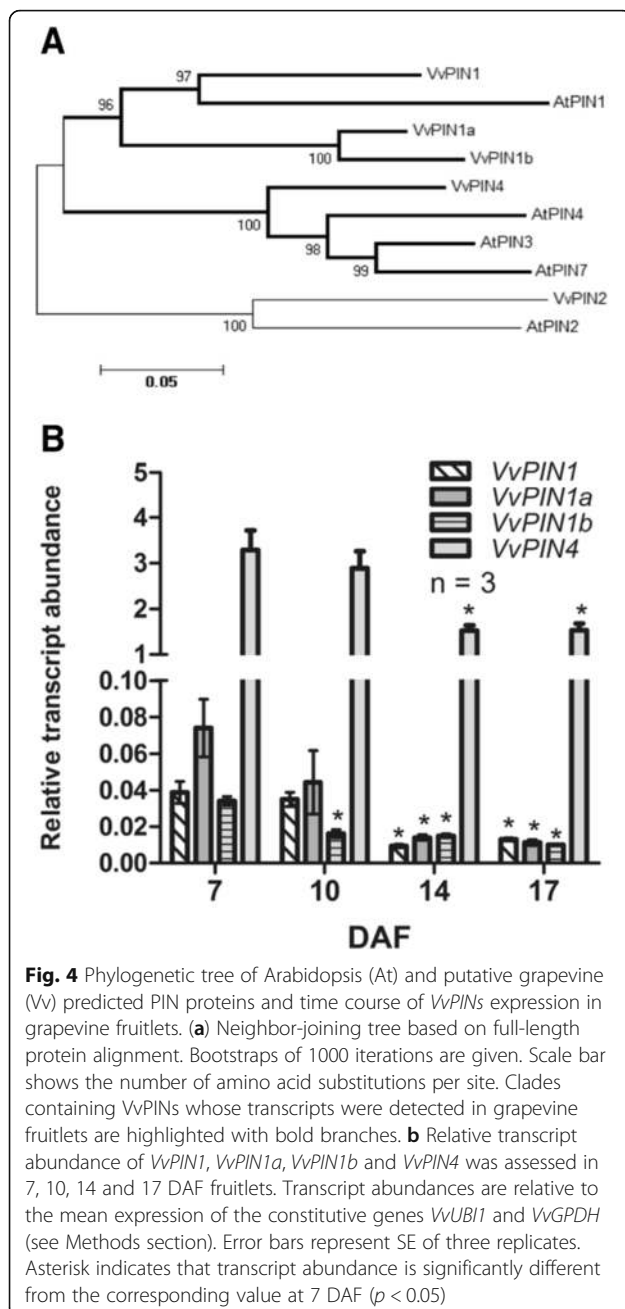 A
VvPIN1
97
96
AtPIN1
VvPIN1a
100
VvPIN1b
VvPIN4
100
AtPIN4
98
AtPIN3
99
AtPIN7
VvPIN2
100
AtPIN2
0.05
B
Relative transcript abundance
5
4
3
2
1
0.10
0.08
0.06
0.04
0.02
0.00
VvPIN1
VvPIN1a
VvPIN1b
VvPIN4
n = 3
* *
* * * * * * *
7 10 14 17
DAF
Fig. 4 Phylogenetic tree of Arabidopsis (At) and putative grapevine
(Vv) predicted PIN proteins and time course of VvPINs expression in
grapevine fruitlets. (a) Neighbor-joining tree based on full-length
protein alignment. Bootstraps of 1000 iterations are given. Scale bar
shows the number of amino acid substitutions per site. Clades
containing VvPINs whose transcripts were detected in grapevine
fruitlets are highlighted with bold branches. b Relative transcript
abundance of VvPIN1, VvPIN1a, VvPIN1b and VvPIN4 was assessed in
7, 10, 14 and 17 DAF fruitlets. Transcript abundances are relative to
the mean expression of the constitutive genes VvUBI1 and VvGPDH
(see Methods section). Error bars represent SE of three replicates.
Asterisk indicates that transcript abundance is significantly different
from the corresponding value at 7 DAF (p < 0.05)